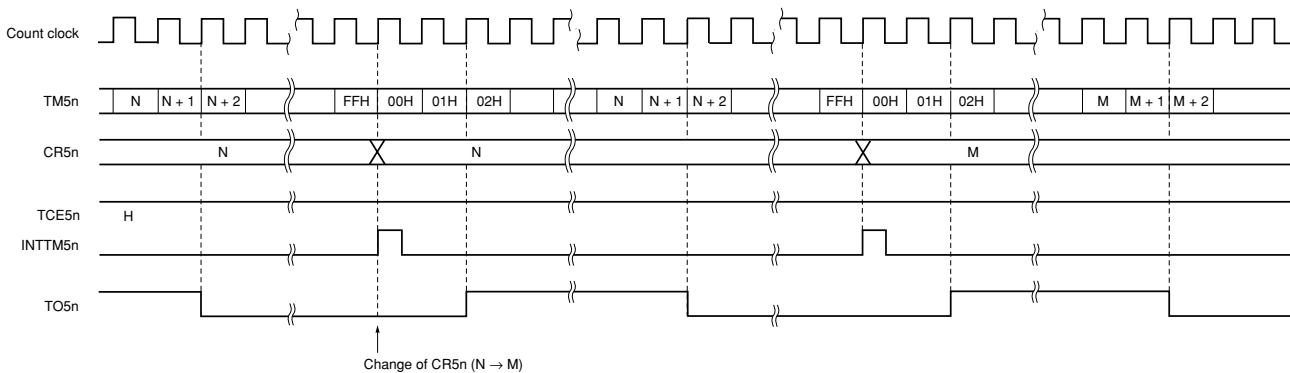 Count clock
TM5n N N + 1 N + 2 FFH 00H 01H 02H N N + 1 N + 2 FFH 00H 01H 02H M M + 1 M + 2
CR5n N N M
TCE5n
H
INTTM5n
TO5n
Change of CR5n (N → M)